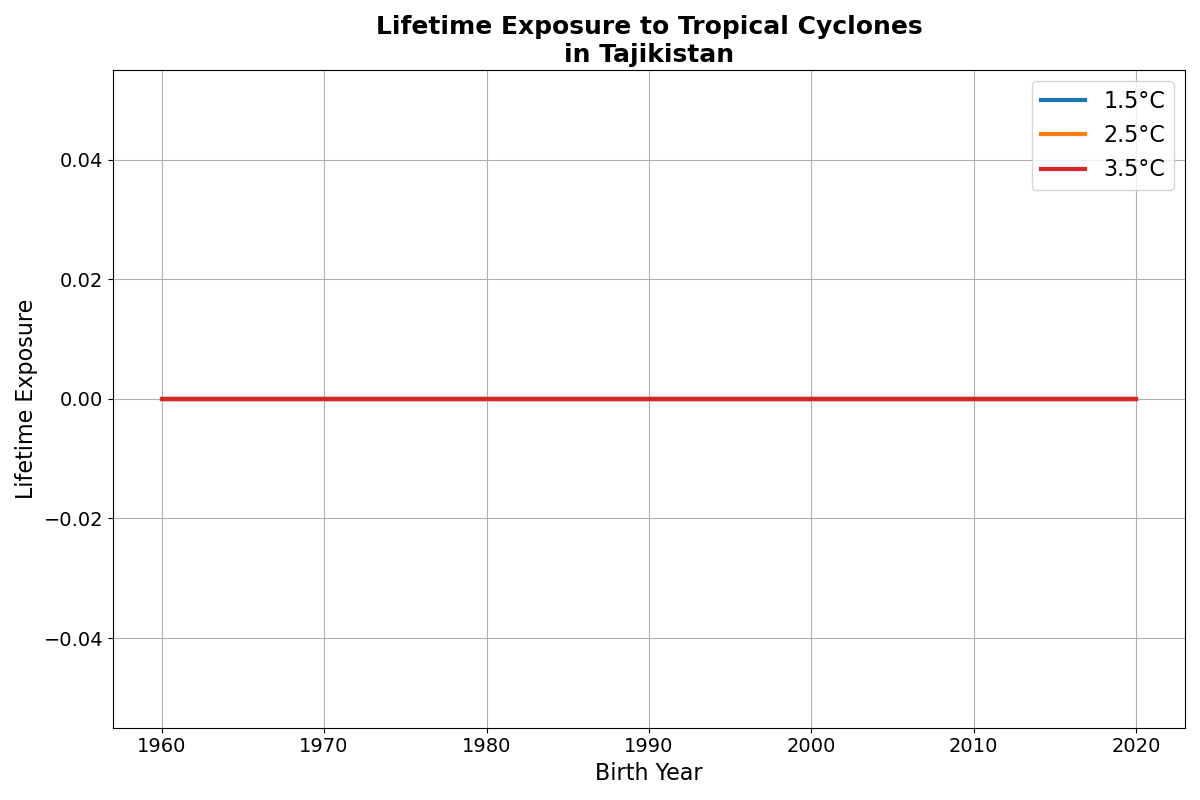 Lifetime Exposure to Tropical Cyclones
in Tajikistan
1.5°C
2.5°C
3.5°C
Lifetime Exposure
0.04
0.02
0.00
−0.02
−0.04
1960 1970 1980 1990 2000 2010 2020
Birth Year